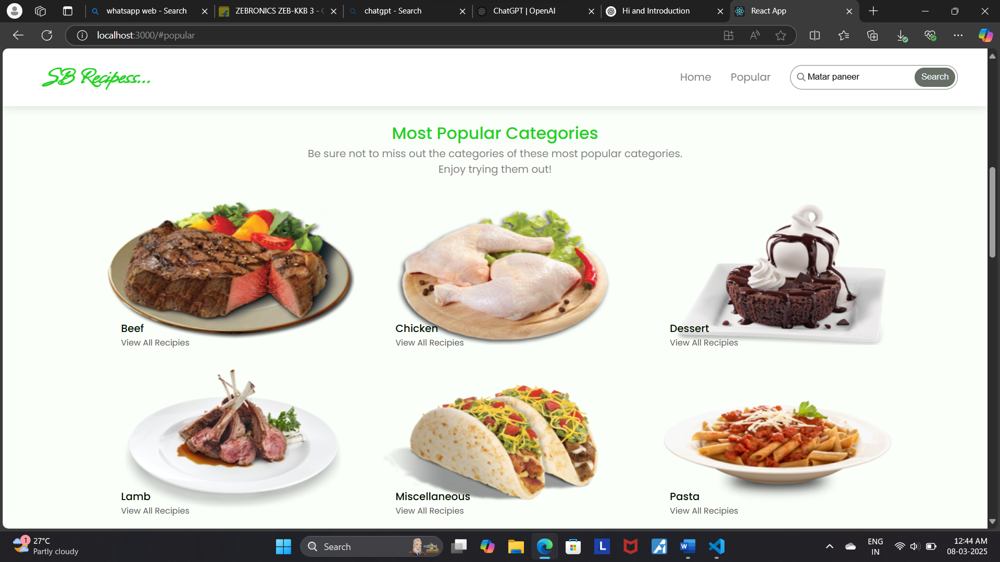 whatsapp web - Search
ZEBRONICS ZEB-KKB 3 -
chatgpt - Search
ChatGPT | OpenAI
Hi and Introduction
React App
localhost:3000/#popular
SB Recipess...
Home
Popular
Matar paneer
Search
Most Popular Categories
Be sure not to miss out the categories of these most popular categories.
Enjoy trying them out!
Beef
View All Recipies
Chicken
View All Recipies
Dessert
View All Recipies
Lamb
View All Recipies
Miscellaneous
View All Recipies
Pasta
View All Recipies
1
27°C
Partly cloudy
Search
L
W
ENG
IN
12:44 AM
08-03-2025